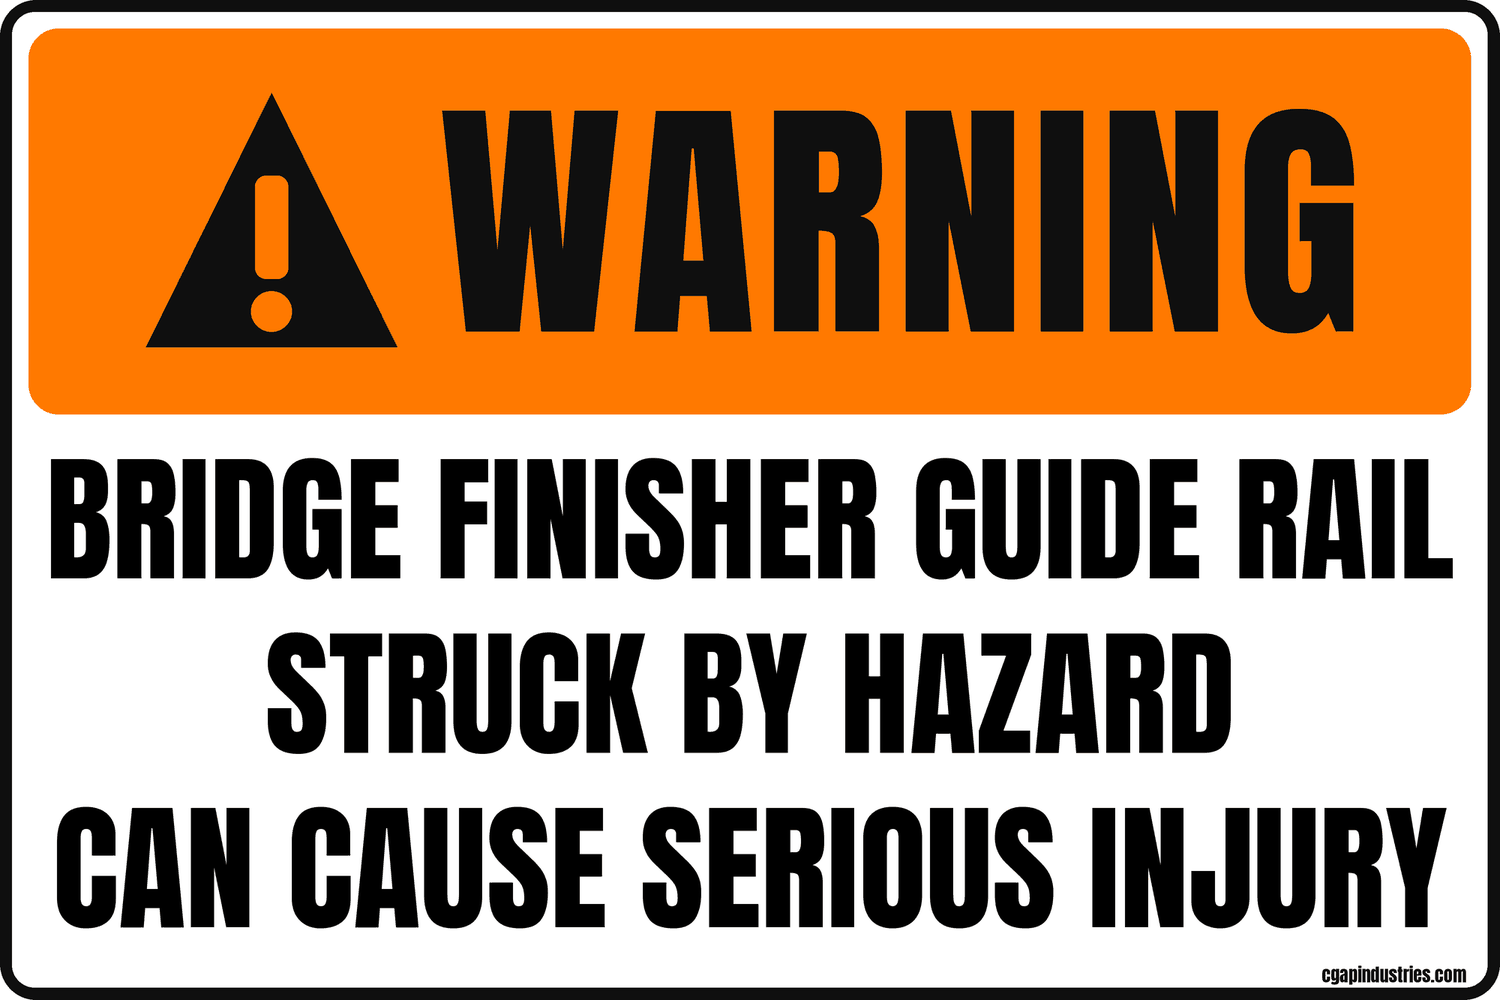 WARNING
BRIDGE FINISHER GUIDE RAIL
STRUCK BY HAZARD
CAN CAUSE SERIOUS INJURY
cgapindustries.com